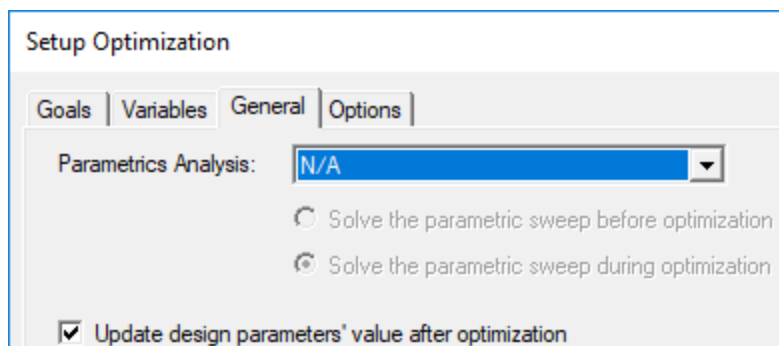 Setup Optimization
Goals Variables General Options
Parametrics Analysis: N/A
Solve the parametric sweep before optimization
Solve the parametric sweep during optimization
Update design parameters' value after optimization